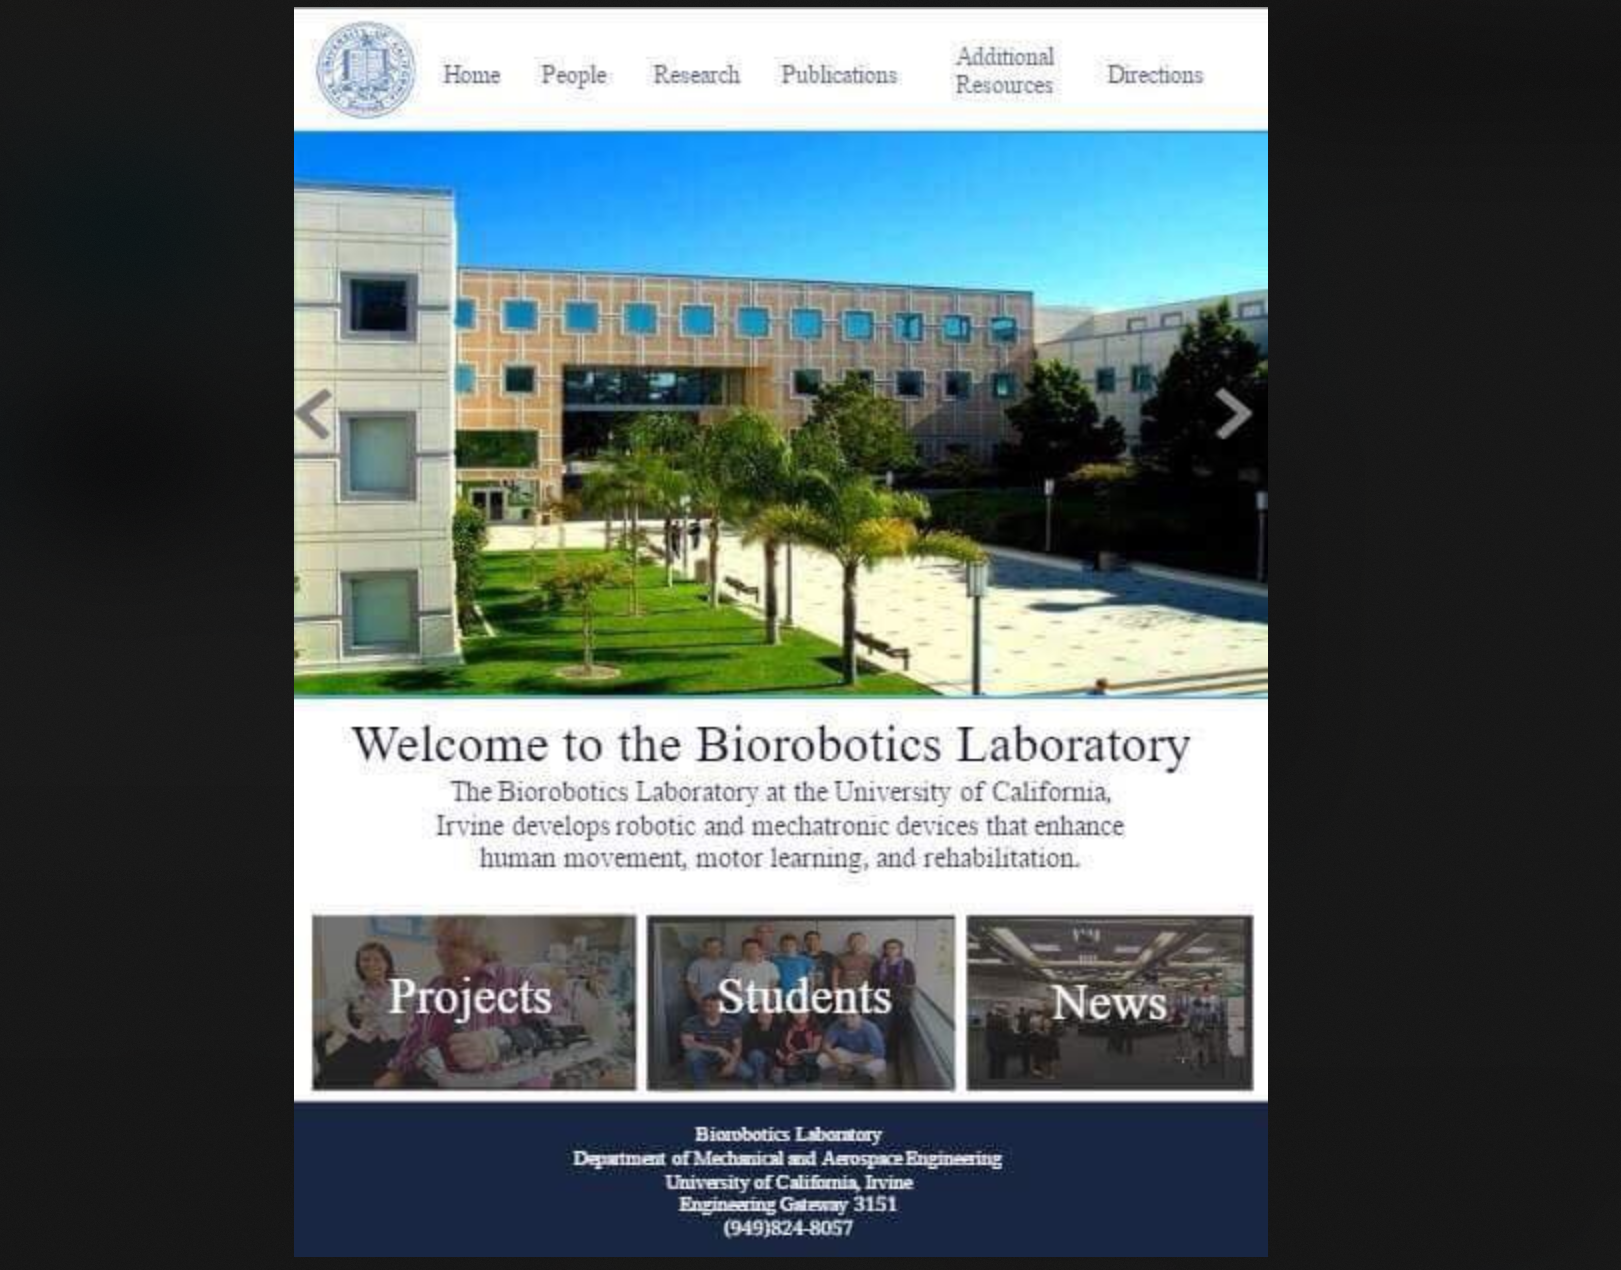 Home
People
Research
Publications
Additional
Resources
Directions
Welcome to the Biorobotics Laboratory
The Biorobotics Laboratory at the University of California,
Irvine develops robotic and mechatronic devices that enhance
human movement, motor learning, and rehabilitation.
Projects
Students
News
Biorobotics Laboratory
Department of Mechanical and Aerospace Engineering
University of California, Irvine
Engineering Gateway 3151
(949)824-8057